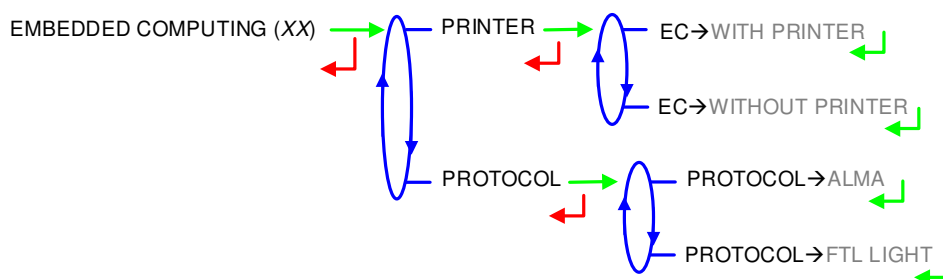 EMBEDDED COMPUTING (XX)
PRINTER
EC→WITH PRINTER
EC→WITHOUT PRINTER
PROTOCOL
PROTOCOL→ALMA
PROTOCOL→FTL LIGHT